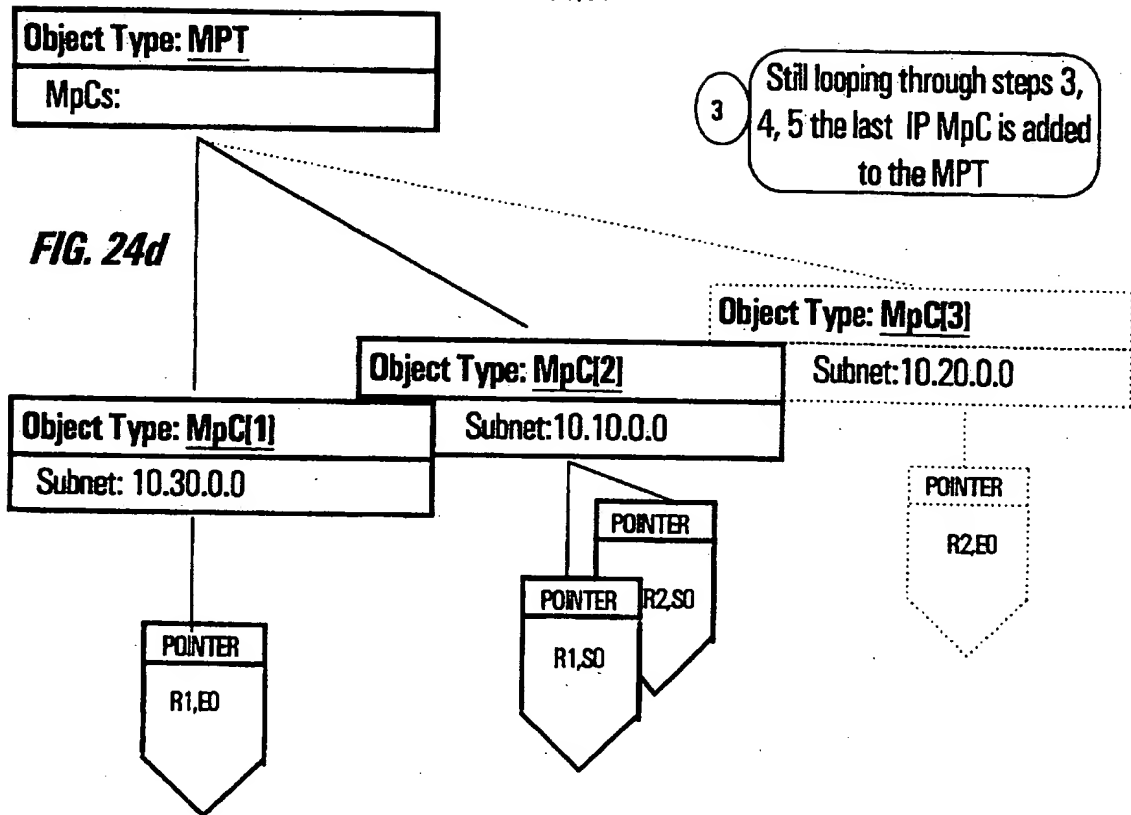 Object Type: MPT
MpCs:
3
Still looping through steps 3,
4, 5 the last IP MpC is added
to the MPT
FIG. 24d
Object Type: MpC[3]
Subnet:10.20.0.0
Object Type: MpC[2]
Subnet:10.10.0.0
Object Type: MpC[1]
Subnet: 10.30.0.0
POINTER
R2,E0
POINTER
R2,S0
POINTER
R1,S0
POINTER
R1,E0